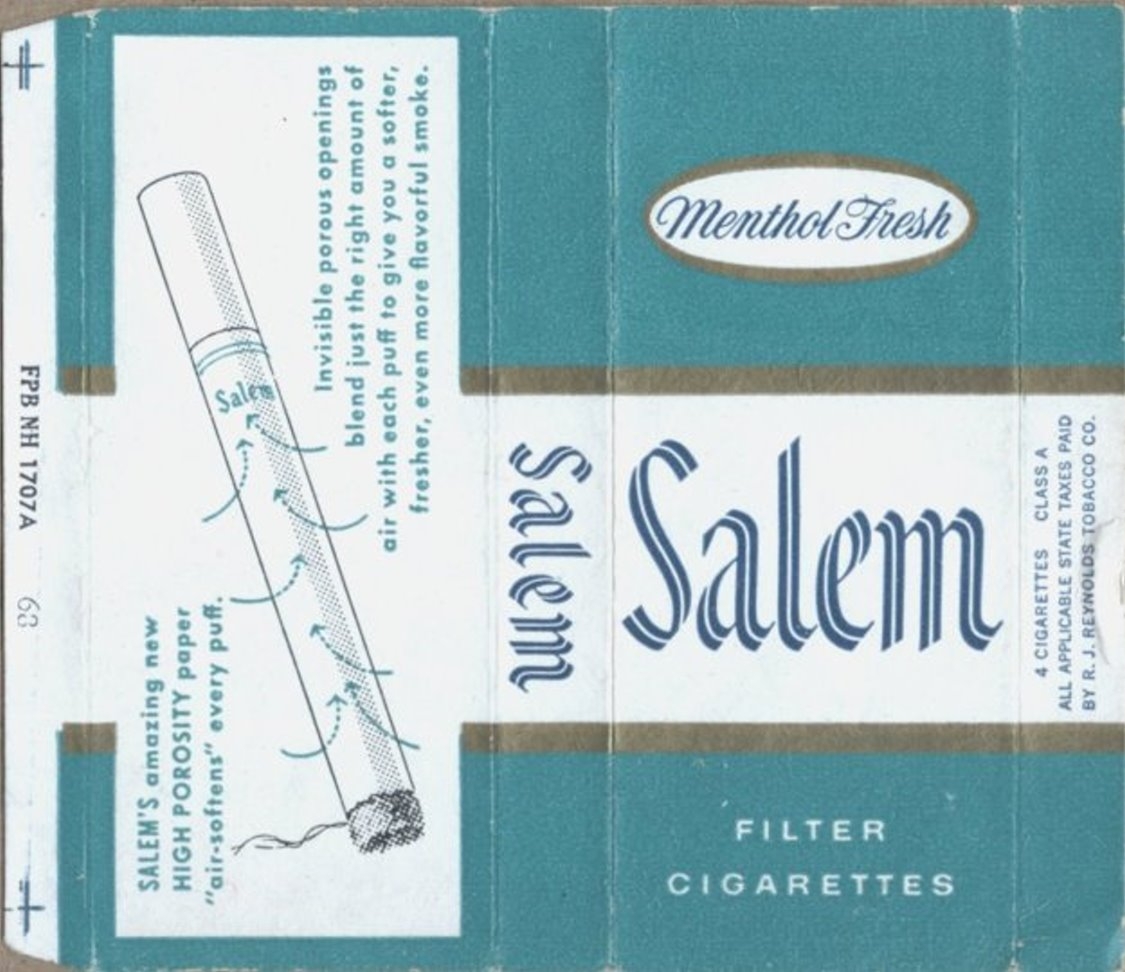 SALEM'S amazing new
HIGH POROSITY paper
"air-softens" every puff.
Salem
Invisible porous openings
blend just the right amount of
air with each puff to give you a softer,
fresher, even more flavorful smoke.
FPB NH 1707A 63
Salem
Menthol Fresh
Salem
FILTER
CIGARETTES
4 CIGARETTES CLASS A
ALL APPLICABLE STATE TAXES PAID
BY R. J. REYNOLDS TOBACCO CO.